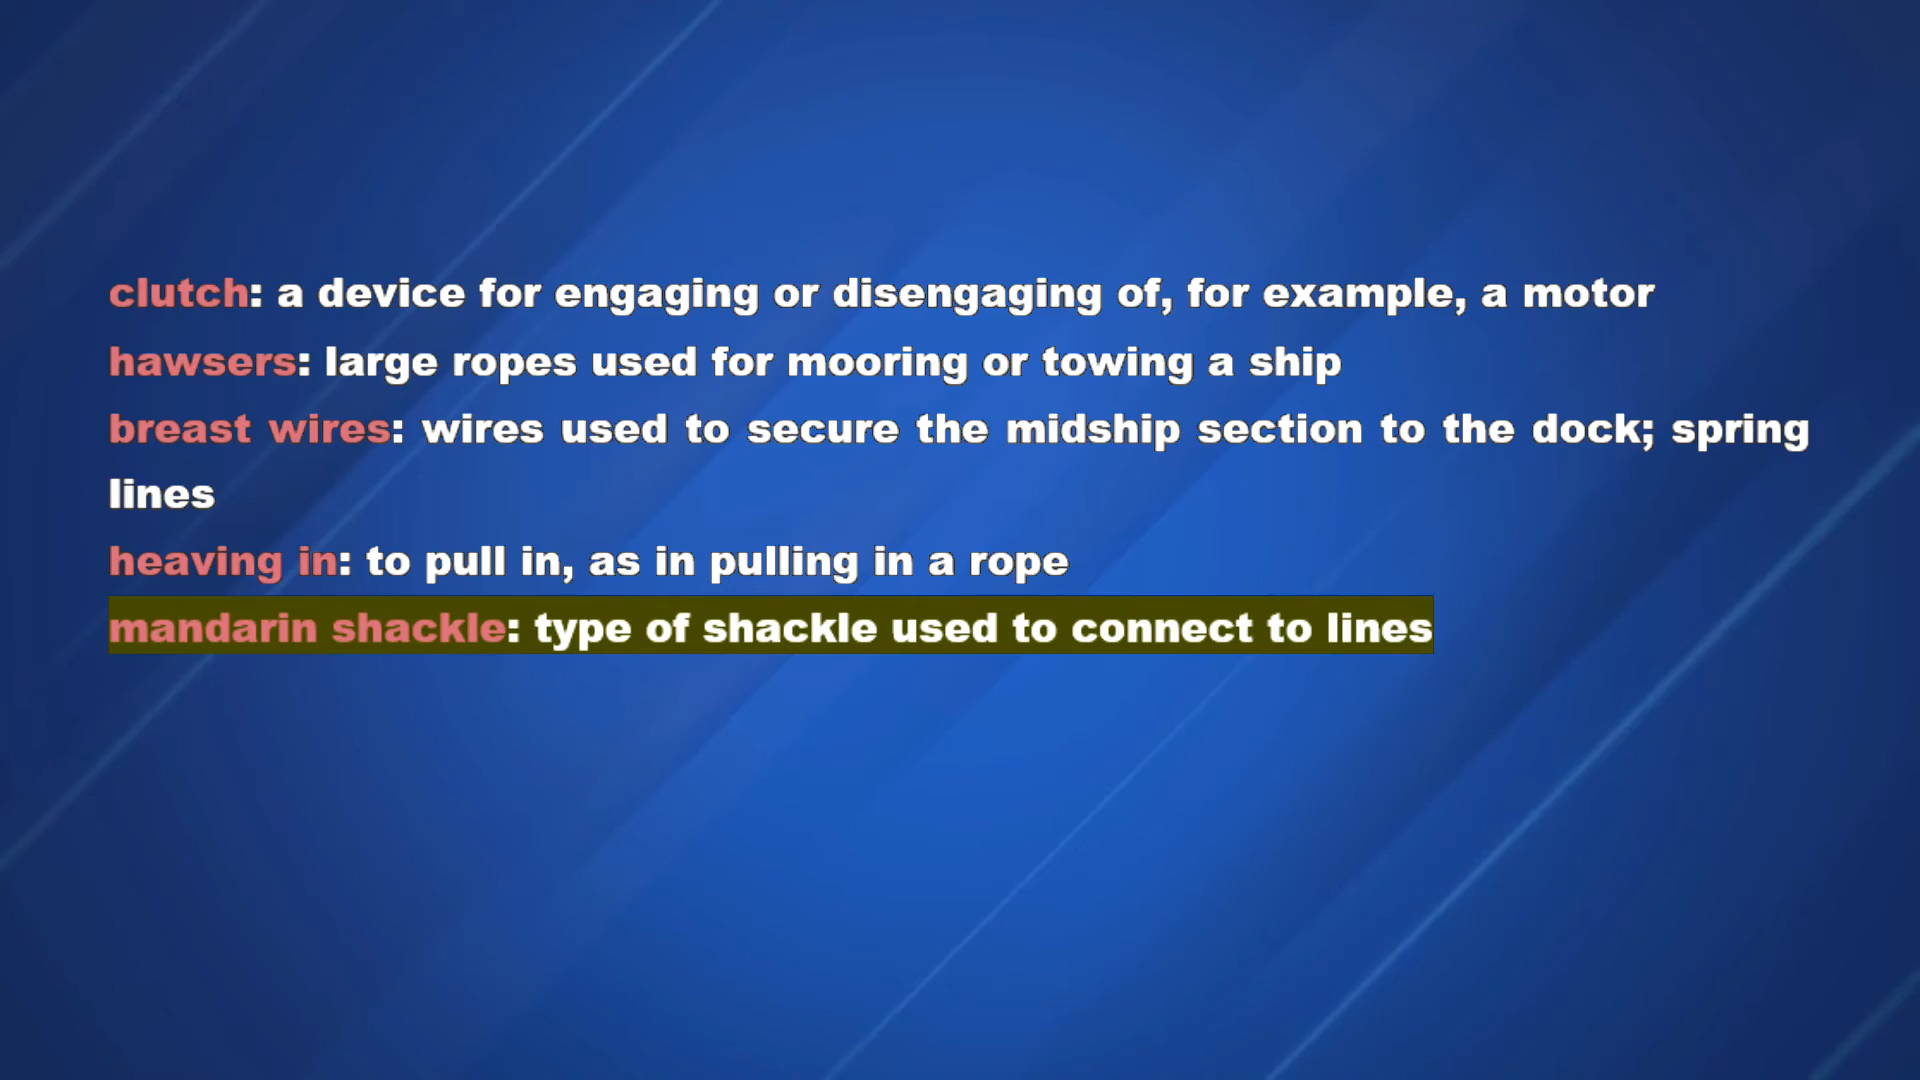 clutch: a device for engaging or disengaging of, for example, a motor
hawsers: large ropes used for mooring or towing a ship
breast wires: wires used to secure the midship section to the dock; spring
lines
heaving in: to pull in, as in pulling in a rope
mandarin shackle: type of shackle used to connect to lines